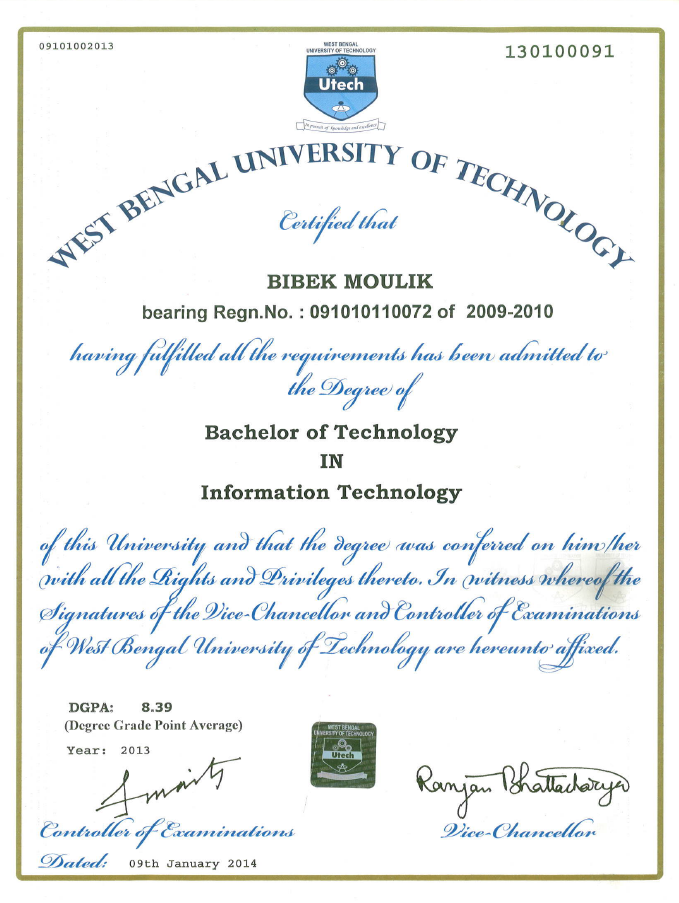 09101002013
130100091
WEST BENGAL
UNIVERSITY OF TECHNOLOGY
Utech
In pursuit of knowledge and excellence
WEST BENGAL UNIVERSITY OF TECHNOLOGY
Certified that
BIBEK MOULIK
bearing Regn.No. : 091010110072 of 2009-2010
having fulfilled all the requirements has been admitted to
the Degree of
Bachelor of Technology
IN
Information Technology
of this University and that the degree was conferred on him/her
with all the Rights and Privileges thereto. In witness whereof the
Signatures of the Vice-Chancellor and Controller of Examinations
of West Bengal University of Technology are hereunto affixed.
DGPA: 8.39
(Degree Grade Point Average)
Year: 2013
WEST BENGAL
UNIVERSITY OF TECHNOLOGY
Utech
Ranjan Bhattacharya
Controller of Examinations
Vice-Chancellor
Dated: 09th January 2014